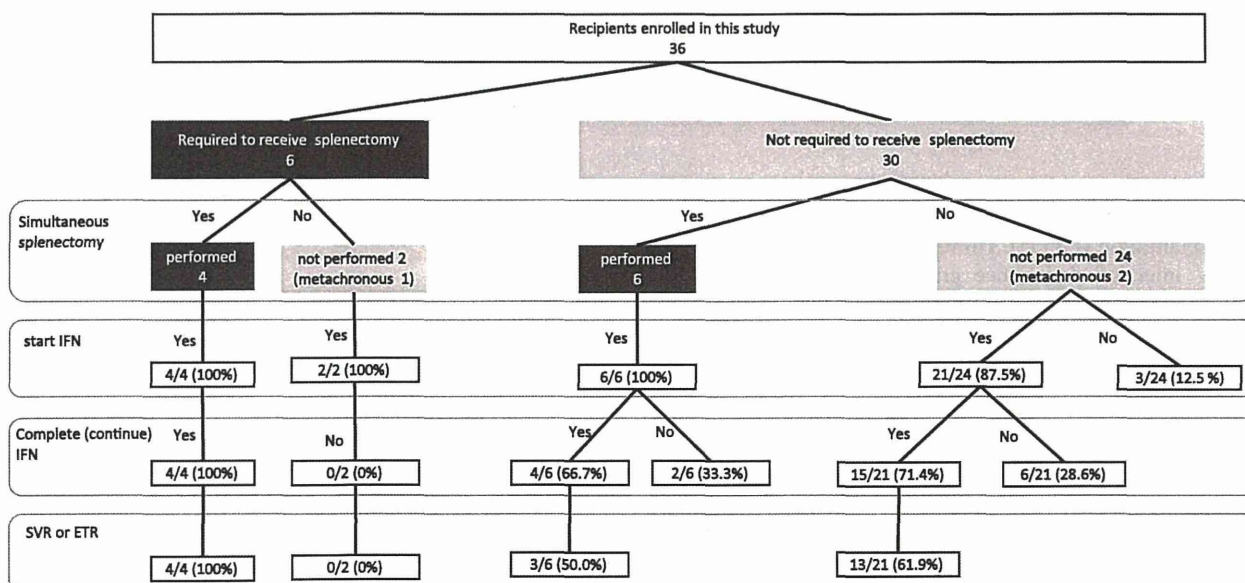 Recipients enrolled in this study
36
Required to receive splenectomy
6
Not required to receive splenectomy
30
Simultaneous
splenectomy
Yes
No
Yes
No
performed
4
not performed 2
(metachronous 1)
performed
6
not performed 24
(metachronous 2)
start IFN
Yes
Yes
Yes
Yes
No
4/4 (100%)
2/2 (100%)
6/6 (100%)
21/24 (87.5%)
3/24 (12.5 %)
Complete (continue)
IFN
Yes
No
Yes
No
Yes
No
4/4 (100%)
0/2 (0%)
4/6 (66.7%)
2/6 (33.3%)
15/21 (71.4%)
6/21 (28.6%)
SVR or ETR
4/4 (100%)
0/2 (0%)
3/6 (50.0%)
13/21 (61.9%)